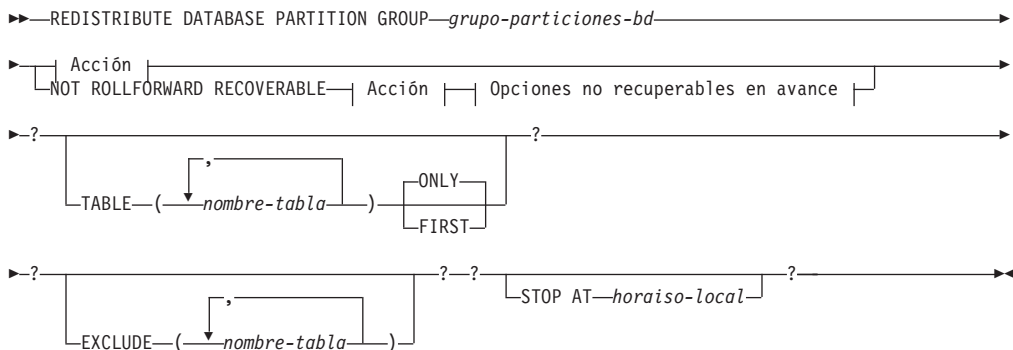 REDISTRIBUTE DATABASE PARTITION GROUP grupo-particiones-bd
Acción
NOT ROLLFORWARD RECOVERABLE Acción Opciones no recuperables en avance
? ?
,
TABLE ( nombre-tabla ) ONLY
FIRST
? ? ? ?
,
STOP AT horaiso-local
EXCLUDE ( nombre-tabla )